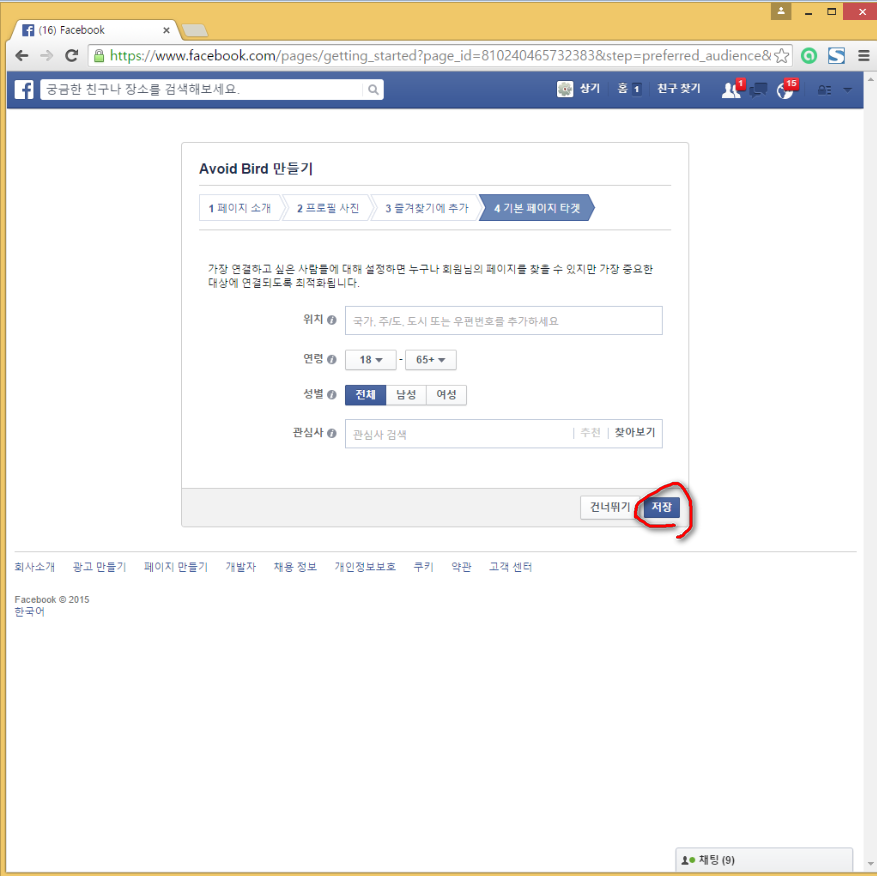 (16) Facebook
https://www.facebook.com/pages/getting_started?page_id=810240465732383&step=preferred_audience&
궁금한 친구나 장소를 검색해보세요.
상기
홈 1
친구 찾기
1
15
Avoid Bird 만들기
1 페이지 소개
2 프로필 사진
3 즐겨찾기에 추가
4 기본 페이지 타겟
가장 연결하고 싶은 사람들에 대해 설정하면 누구나 회원님의 페이지를 찾을 수 있지만 가장 중요한
대상에 연결되도록 최적화됩니다.
위치
국가, 주/도, 도시 또는 우편번호를 추가하세요
연령
18 - 65+
성별
전체 남성 여성
관심사
관심사 검색
추천 | 찾아보기
건너뛰기
저장
회사소개 광고 만들기 페이지 만들기 개발자 채용 정보 개인정보보호 쿠키 약관 고객 센터
Facebook © 2015
한국어
채팅 (9)